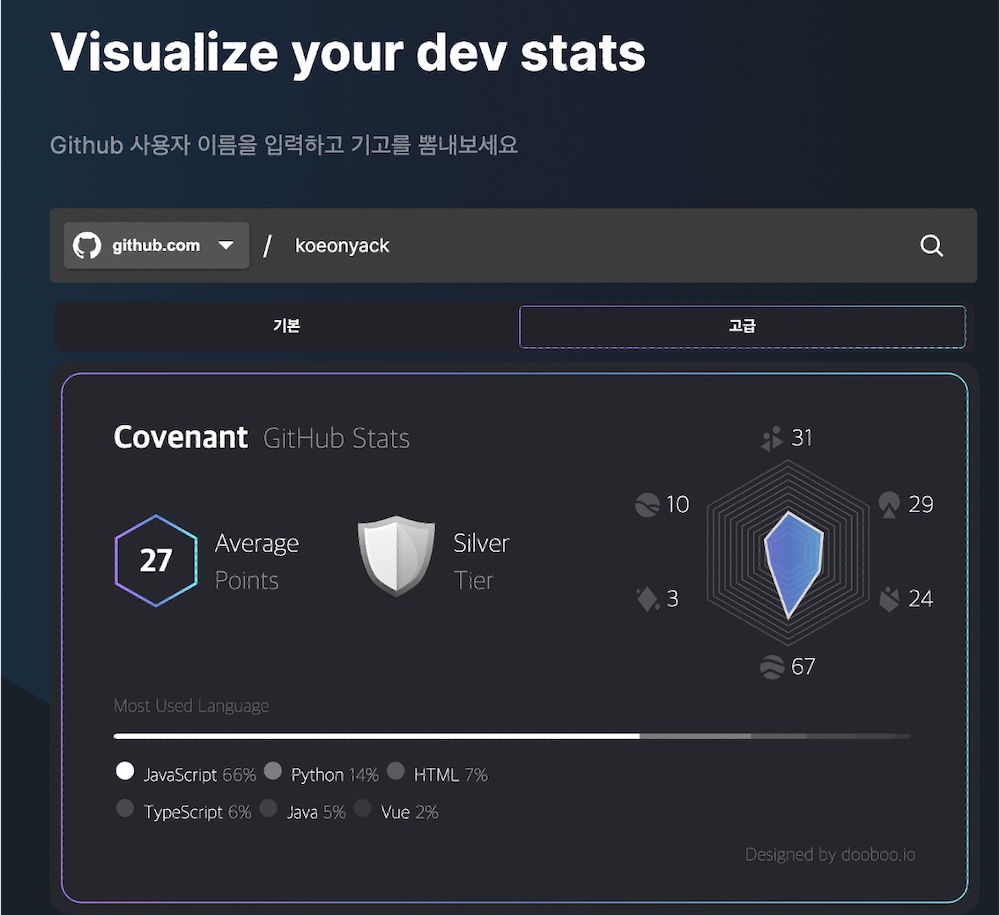 Visualize your dev stats
Github 사용자 이름을 입력하고 기고를 뽐내보세요
github.com / koeonyack
기본 고급
Covenant GitHub Stats
31
10 29
27 Average Points
Silver Tier
3 24
67
Most Used Language
JavaScript 66% Python 14% HTML 7%
TypeScript 6% Java 5% Vue 2%
Designed by dooboo.io